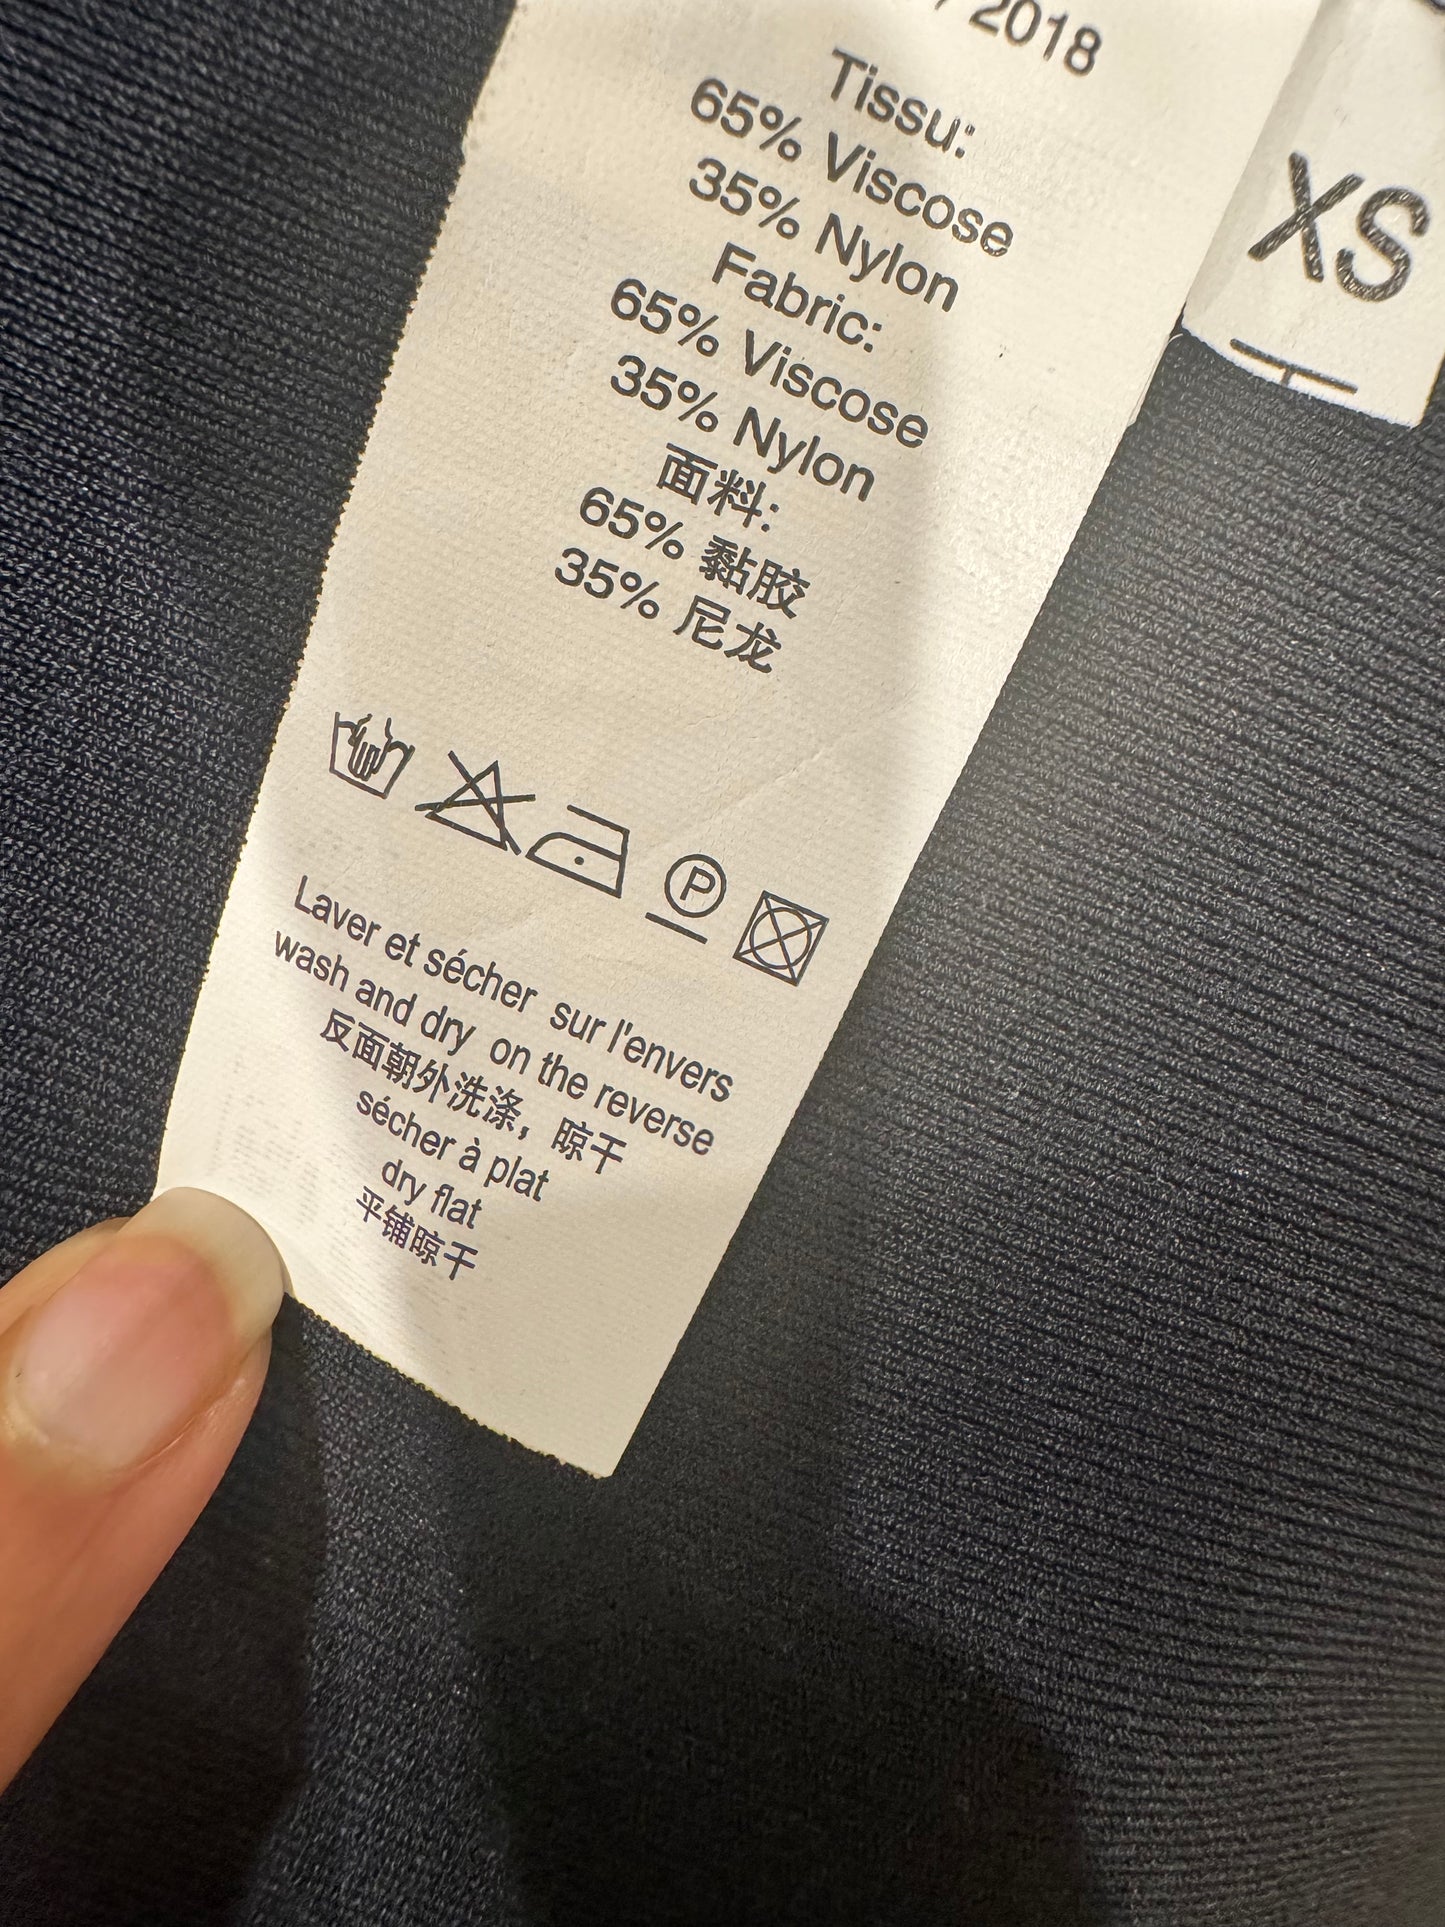 / 2018
Tissu:
65% Viscose
35% Nylon
Fabric:
65% Viscose
35% Nylon
面料:
65% 黏胶
35% 尼龙
P
Laver et sécher sur l'envers
wash and dry on the reverse
反面朝外洗涤，晾干
sécher à plat
dry flat
平铺晾干
XS